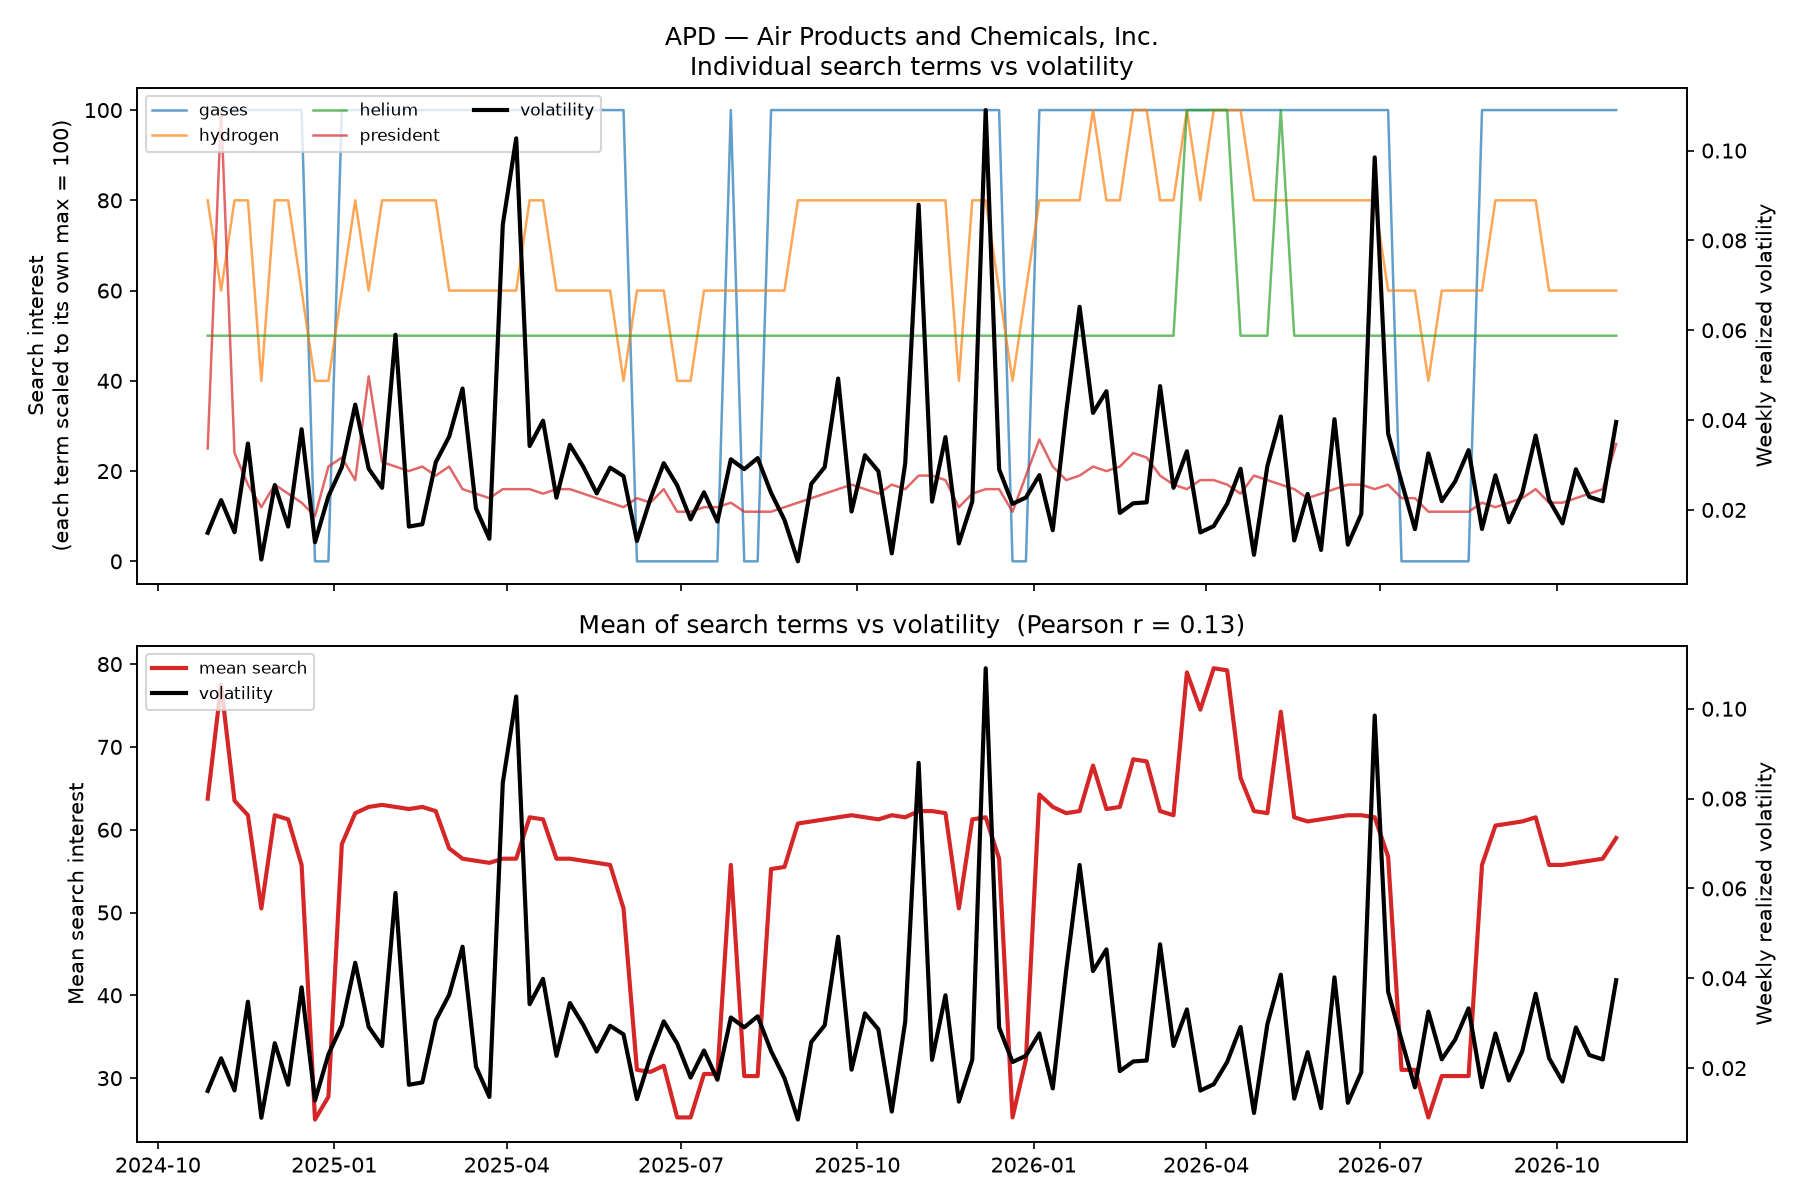 APD — Air Products and Chemicals, Inc.
Individual search terms vs volatility
gases
hydrogen
helium
president
volatility
Search interest
(each term scaled to its own max = 100)
100
80
60
40
20
0
0.10
0.08
0.06
0.04
0.02
Weekly realized volatility
Mean of search terms vs volatility (Pearson r = 0.13)
mean search
volatility
Mean search interest
80
70
60
50
40
30
0.10
0.08
0.06
0.04
0.02
Weekly realized volatility
2024-10
2025-01
2025-04
2025-07
2025-10
2026-01
2026-04
2026-07
2026-10